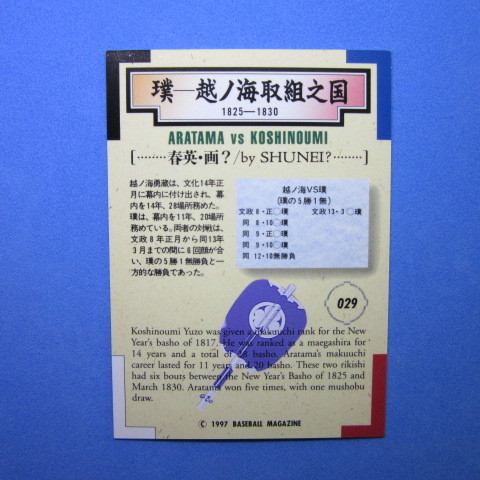 璞─越ノ海取組之国
1825―1830
ARATAMA vs KOSHINOUMI
[………春英・画?/by SHUNEI?………]
越ノ海勇蔵は、文化14年正
月に幕内に付け出され、幕
内を14年、28場所務めた。
璞は、幕内を11年、20場所
務めている。両者の対戦は、
文政8年正月から同13年
3月までの間に6回顔が合
い、璞の5勝1無勝負と一
方的な勝負であった。
越ノ海VS璞
(璞の5勝1無)
文政8・正◯璞 文政13・3◯璞
同 8・10◯璞
同 9・正◯璞
同 9・10◯璞
同 12・10無勝負
029
Koshinoumi Yuzo was given a makuuchi rank for the New
Year's basho of 1817. He was ranked as a maegashira for
14 years and a total of 28 basho. Aratama's makuuchi
career lasted for 11 years and 20 basho. These two rikishi
had six bouts between the New Year's Basho of 1825 and
March 1830. Aratama won five times, with one mushobu
draw.
© 1997 BASEBALL MAGAZINE